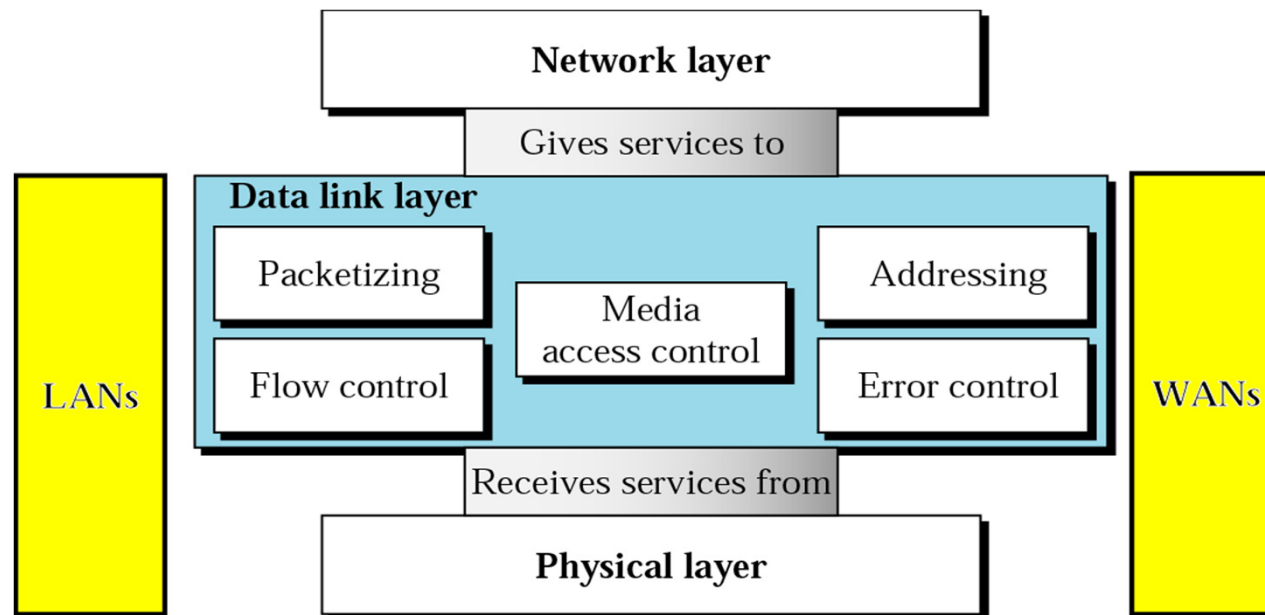 Network layer
Gives services to
Data link layer
Packetizing
Addressing
Media
access control
Flow control
Error control
LANs
WANs
Receives services from
Physical layer